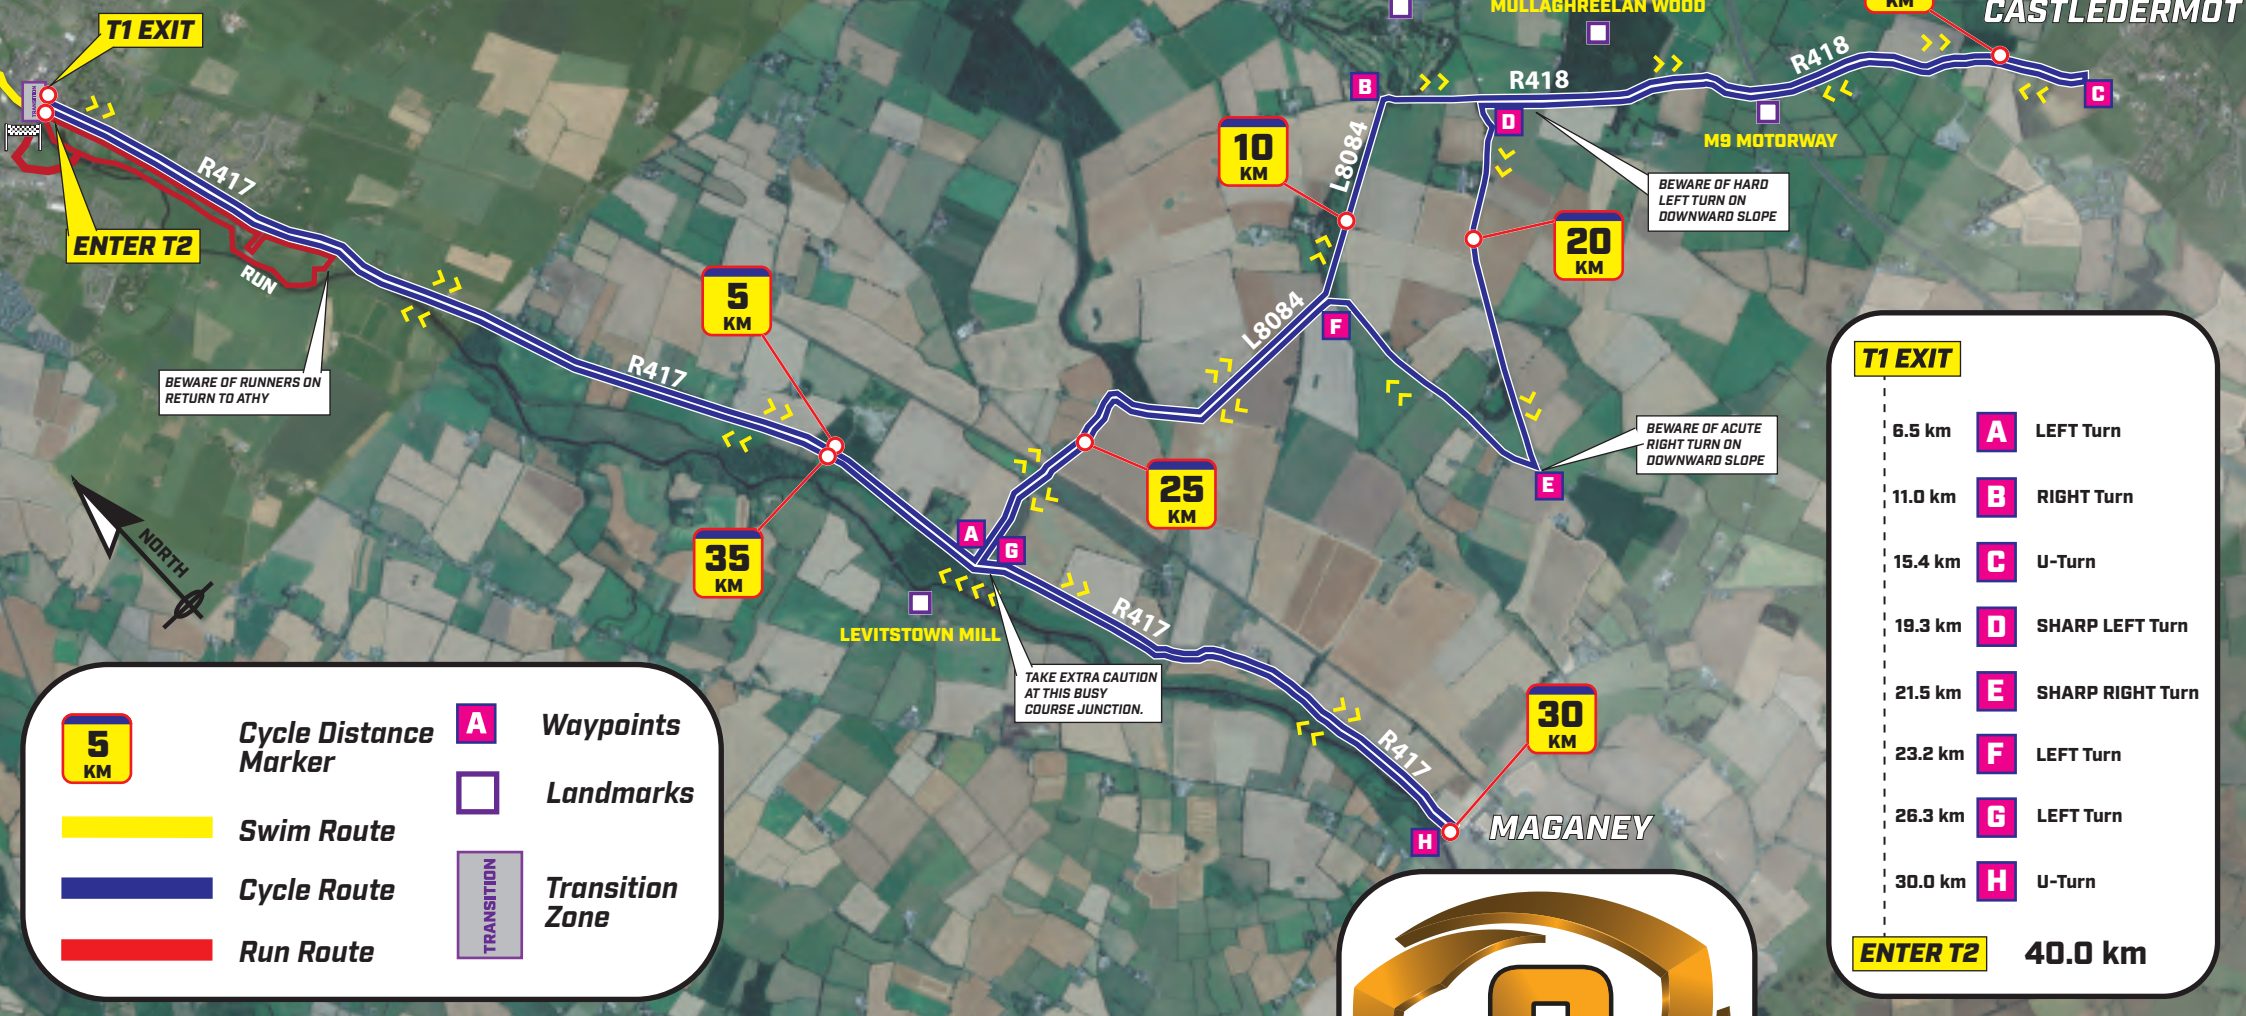 T1 EXIT
TRANSITION
R417
ENTER T2
RUN
BEWARE OF RUNNERS ON
RETURN TO ATHY
NORTH
R417
5
KM
35
KM
A
G
LEVITSTOWN MILL
TAKE EXTRA CAUTION
AT THIS BUSY
COURSE JUNCTION.
R417
R417
30
KM
H
MAGANEY
25
KM
L8084
F
10
KM
L8084
B
MULLAGHREELAN WOOD
R418
D
R418
KM
CASTLEDERMOT
C
M9 MOTORWAY
BEWARE OF HARD
LEFT TURN ON
DOWNWARD SLOPE
20
KM
BEWARE OF ACUTE
RIGHT TURN ON
DOWNWARD SLOPE
E
5
KM
Cycle Distance
Marker
Swim Route
Cycle Route
Run Route
A
Waypoints
Landmarks
TRANSITION
Transition
Zone
T1 EXIT
6.5 km A LEFT Turn
11.0 km B RIGHT Turn
15.4 km C U-Turn
19.3 km D SHARP LEFT Turn
21.5 km E SHARP RIGHT Turn
23.2 km F LEFT Turn
26.3 km G LEFT Turn
30.0 km H U-Turn
ENTER T2 40.0 km